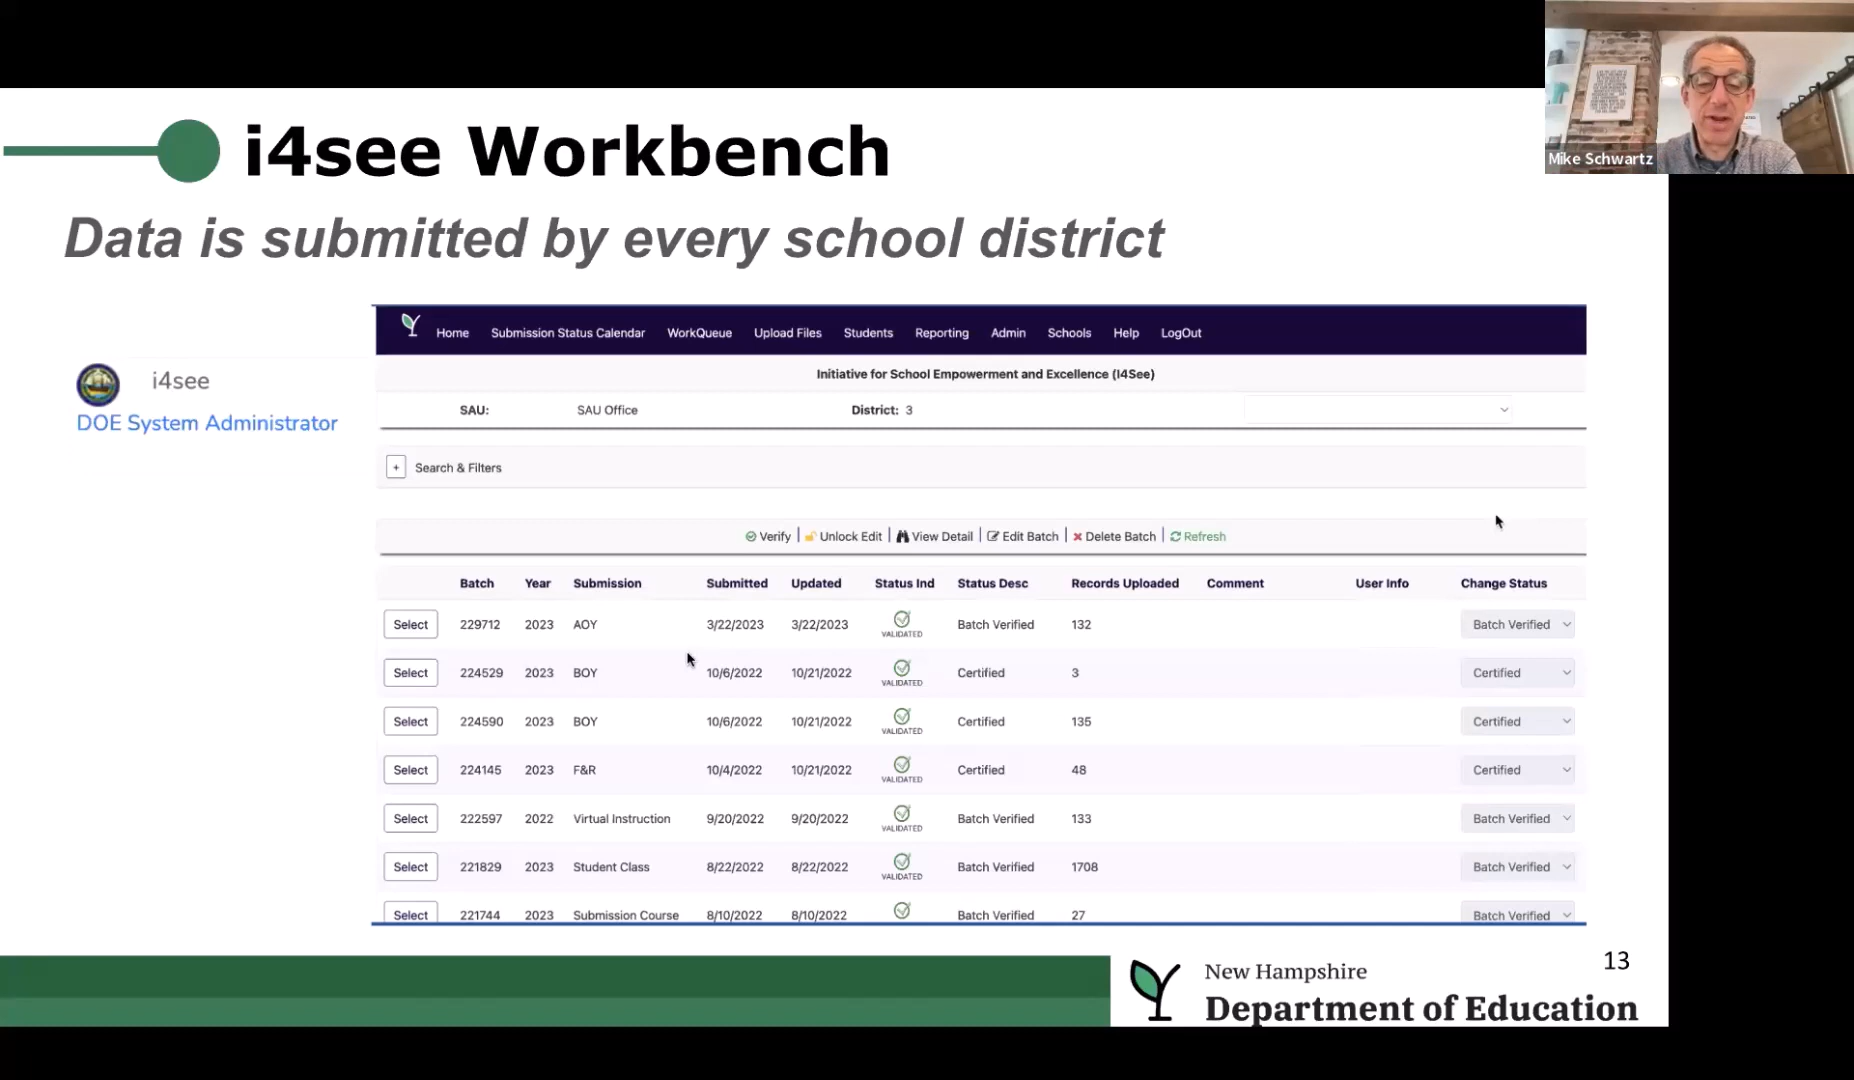 Mike Schwartz
i4see Workbench
Data is submitted by every school district
i4see
DOE System Administrator
Home Submission Status Calendar WorkQueue Upload Files Students Reporting Admin Schools Help LogOut
Initiative for School Empowerment and Excellence (I4See)
SAU: SAU Office District: 3
+ Search & Filters
Verify | Unlock Edit | View Detail | Edit Batch | Delete Batch | Refresh
Batch Year Submission Submitted Updated Status Ind Status Desc Records Uploaded Comment User Info Change Status
Select 229712 2023 AOY 3/22/2023 3/22/2023 VALIDATED Batch Verified 132 Batch Verified
Select 224529 2023 BOY 10/6/2022 10/21/2022 VALIDATED Certified 3 Certified
Select 224590 2023 BOY 10/6/2022 10/21/2022 VALIDATED Certified 135 Certified
Select 224145 2023 F&R 10/4/2022 10/21/2022 VALIDATED Certified 48 Certified
Select 222597 2022 Virtual Instruction 9/20/2022 9/20/2022 VALIDATED Batch Verified 133 Batch Verified
Select 221829 2023 Student Class 8/22/2022 8/22/2022 VALIDATED Batch Verified 1708 Batch Verified
Select 221744 2023 Submission Course 8/10/2022 8/10/2022 Batch Verified 27 Batch Verified
13
New Hampshire
Department of Education